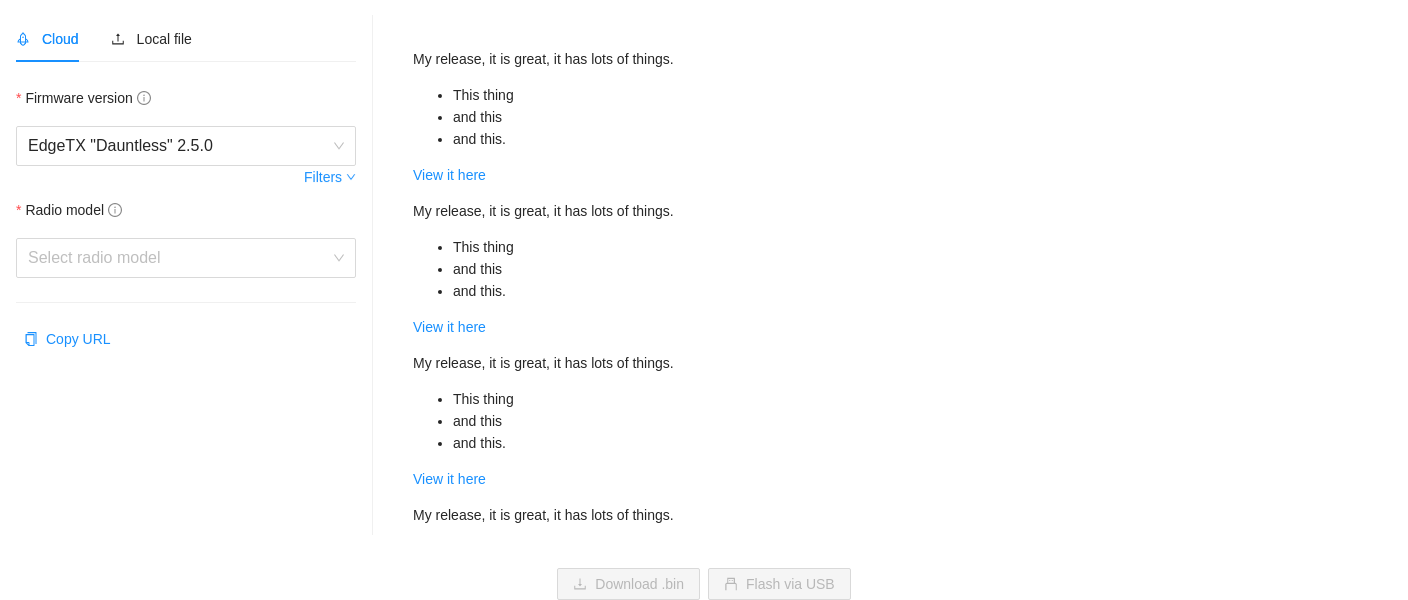 Cloud
Local file
* Firmware version
EdgeTX "Dauntless" 2.5.0
Filters
* Radio model
Select radio model
Copy URL
My release, it is great, it has lots of things.
• This thing
• and this
• and this.
View it here
My release, it is great, it has lots of things.
• This thing
• and this
• and this.
View it here
My release, it is great, it has lots of things.
• This thing
• and this
• and this.
View it here
My release, it is great, it has lots of things.
Download .bin
Flash via USB